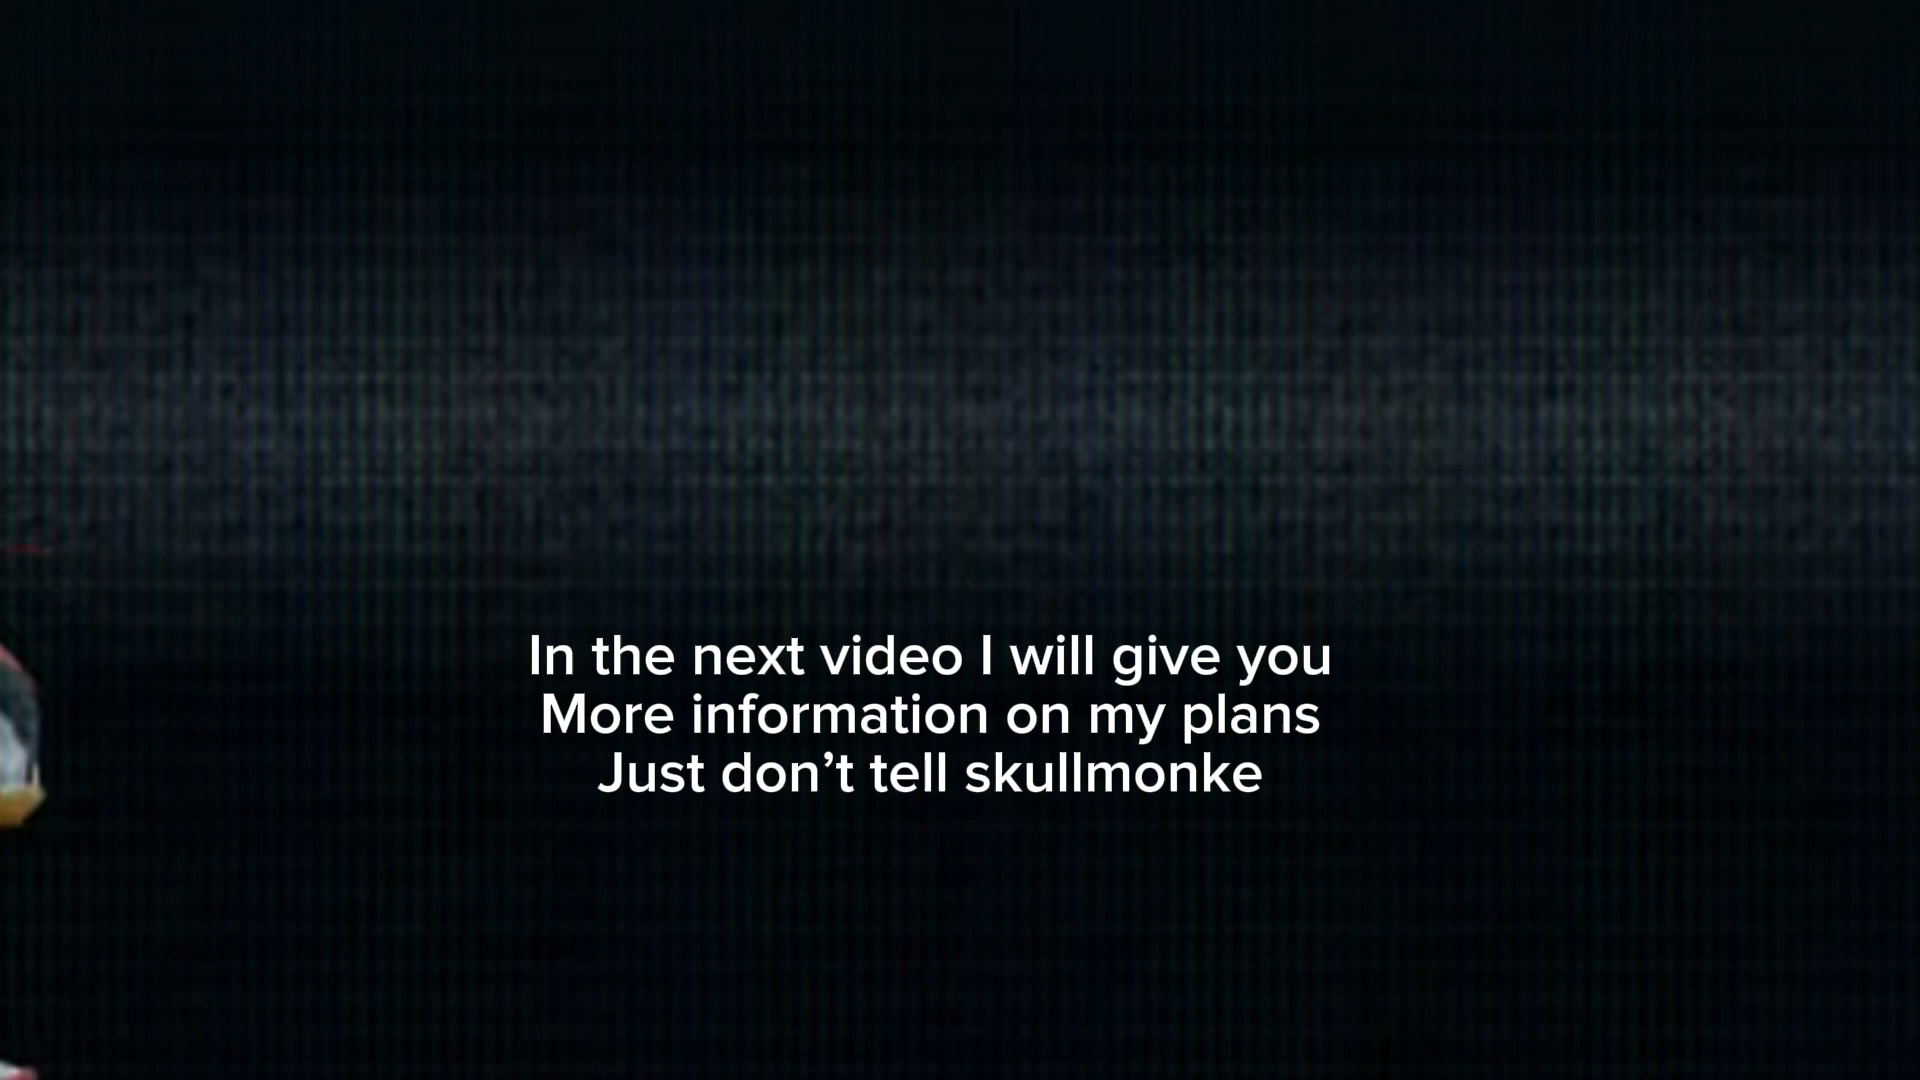 In the next video I will give you
More information on my plans
Just don’t tell skullmonke